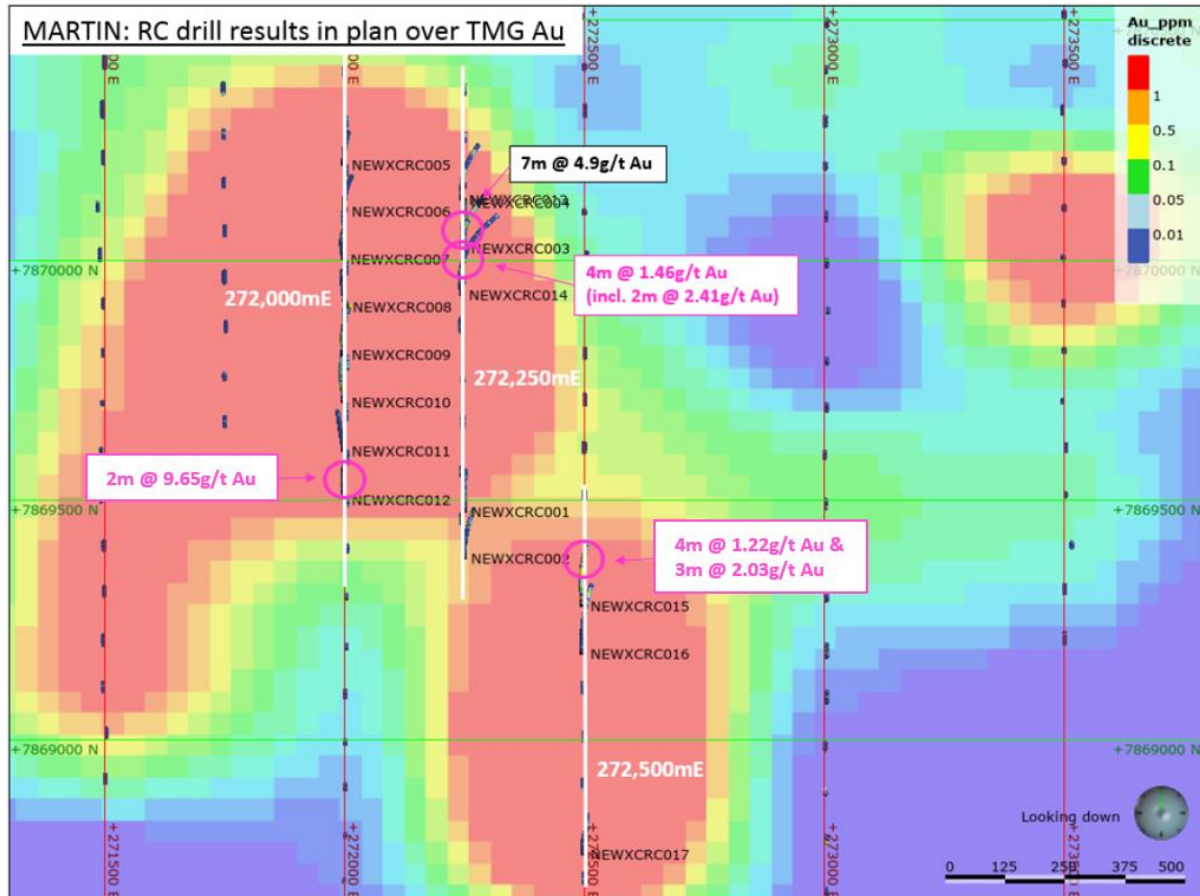 MARTIN: RC drill results in plan over TMG Au
+272500 E
+273000 E
+273500 E
Au_ppm
discrete
1
0.5
0.1
0.05
0.01
NEWXCRC005
7m @ 4.9g/t Au
NEWXCRC006
NEWXCRC004
NEWXCRC003
NEWXCRC007
+7870000 N
+7870000 N
4m @ 1.46g/t Au
(incl. 2m @ 2.41g/t Au)
272,000mE
NEWXCRC014
NEWXCRC008
NEWXCRC009
272,250mE
NEWXCRC010
NEWXCRC011
2m @ 9.65g/t Au
NEWXCRC012
+7869500 N
NEWXCRC001
+7869500 N
4m @ 1.22g/t Au &
3m @ 2.03g/t Au
NEWXCRC002
NEWXCRC015
NEWXCRC016
+7869000 N
+7869000 N
272,500mE
Looking down
NEWXCRC017
+271500 E
+272000 E
+272500 E
+273000 E
0 125 250 375 500